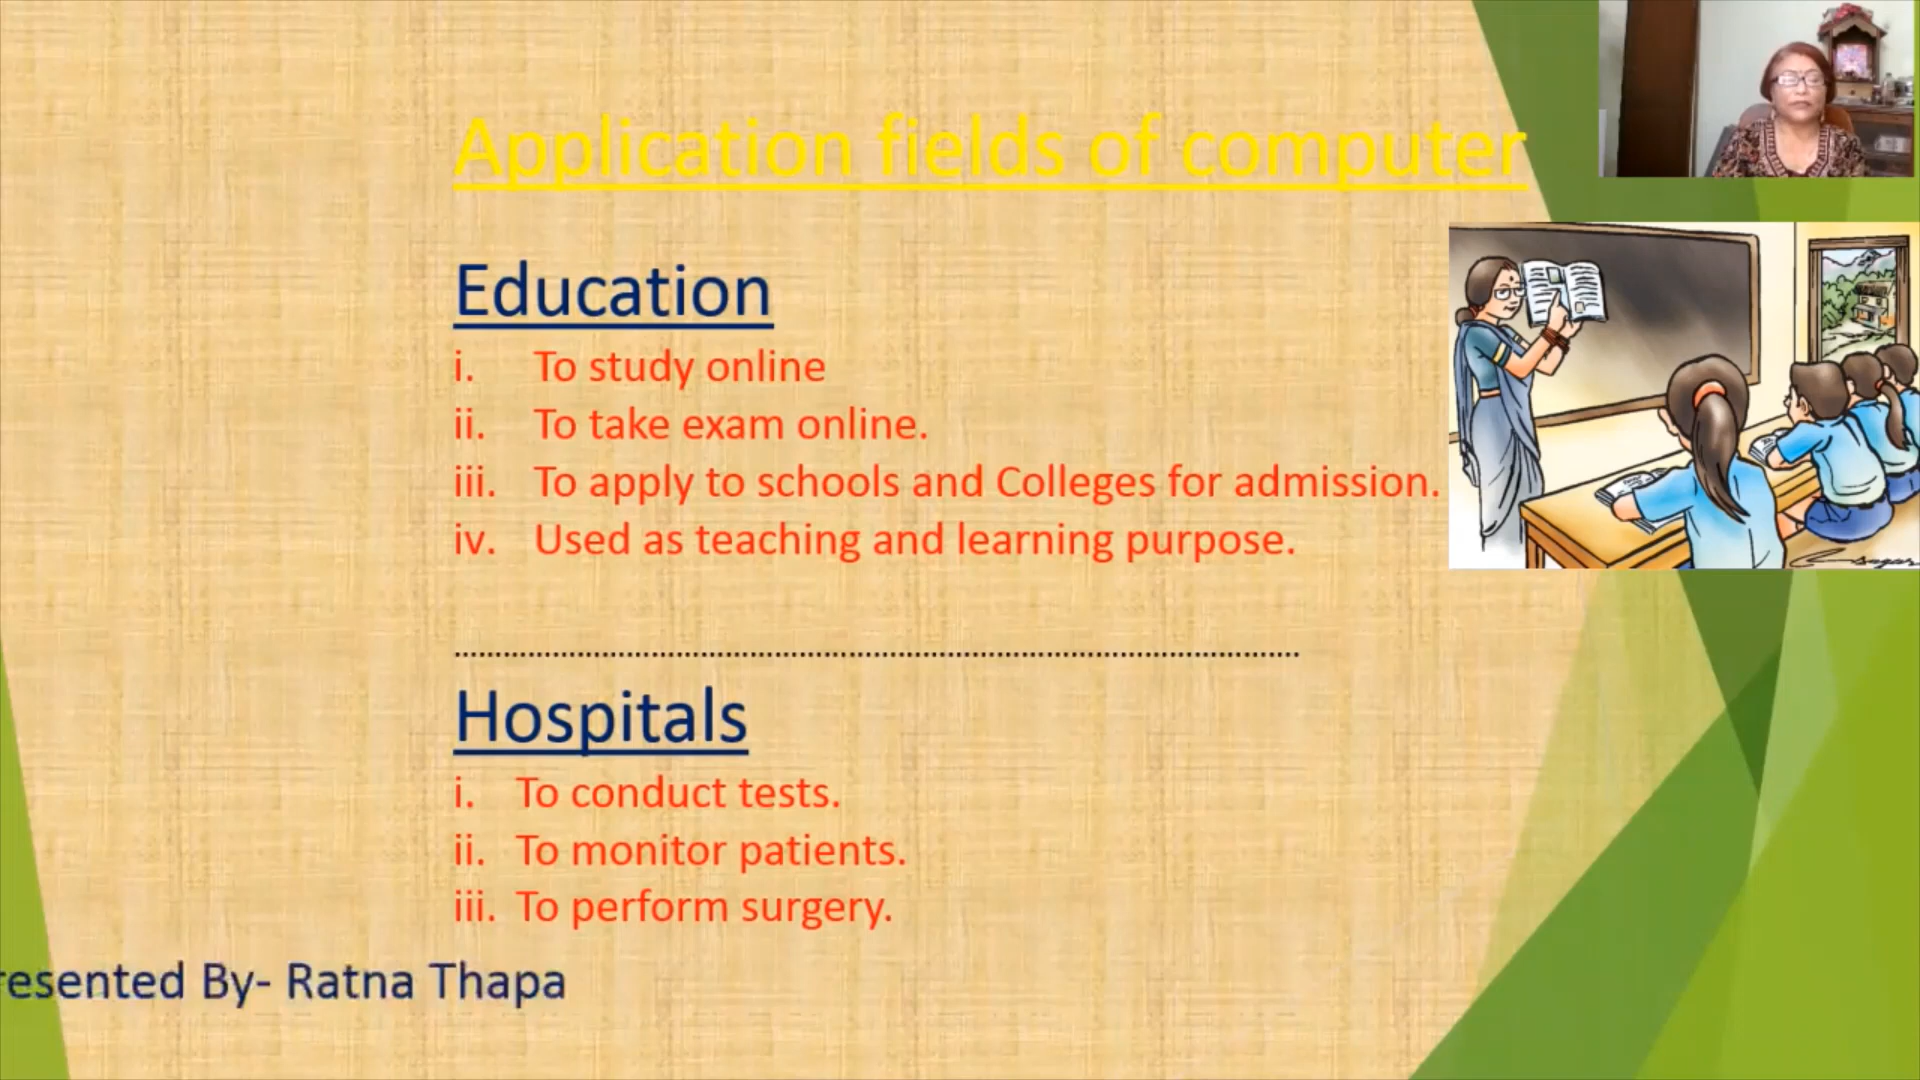 Application fields of computer
Education
i. To study online
ii. To take exam online.
iii. To apply to schools and Colleges for admission.
iv. Used as teaching and learning purpose.
........................................................................................................
Hospitals
i. To conduct tests.
ii. To monitor patients.
iii. To perform surgery.
resented By- Ratna Thapa